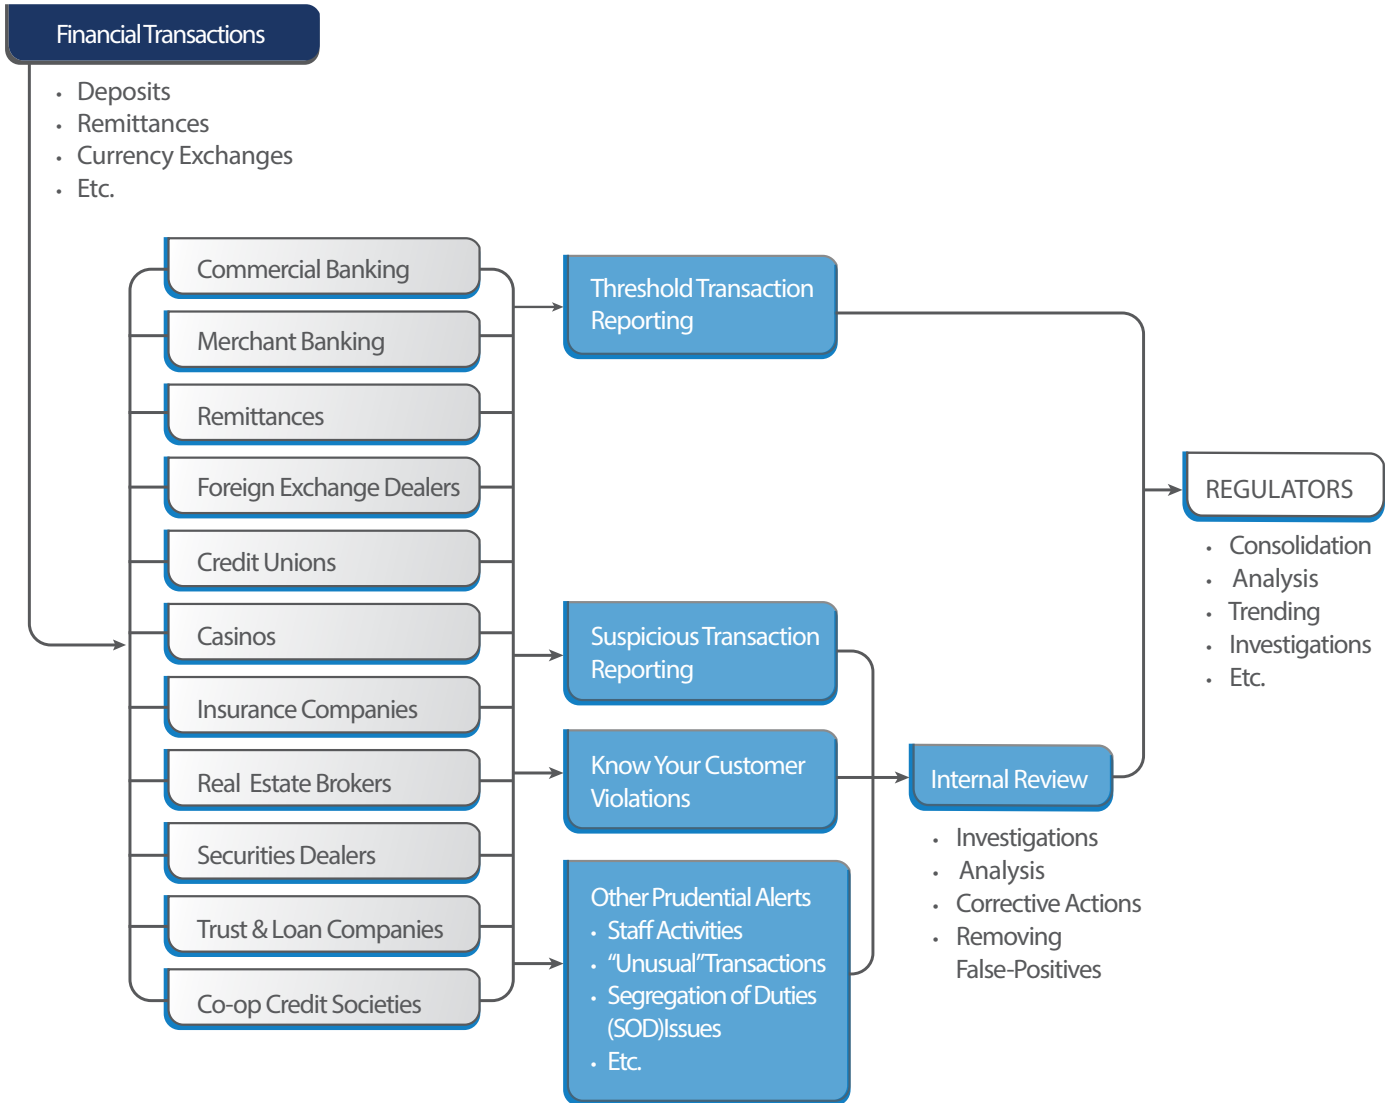 Financial Transactions
• Deposits
• Remittances
• Currency Exchanges
• Etc.
Commercial Banking
Merchant Banking
Remittances
Foreign Exchange Dealers
Credit Unions
Casinos
Insurance Companies
Real Estate Brokers
Securities Dealers
Trust & Loan Companies
Co-op Credit Societies
Threshold Transaction
Reporting
Suspicious Transaction
Reporting
Know Your Customer
Violations
Other Prudential Alerts
• Staff Activities
• “Unusual” Transactions
• Segregation of Duties
(SOD)Issues
• Etc.
Internal Review
• Investigations
• Analysis
• Corrective Actions
• Removing
False-Positives
REGULATORS
• Consolidation
• Analysis
• Trending
• Investigations
• Etc.